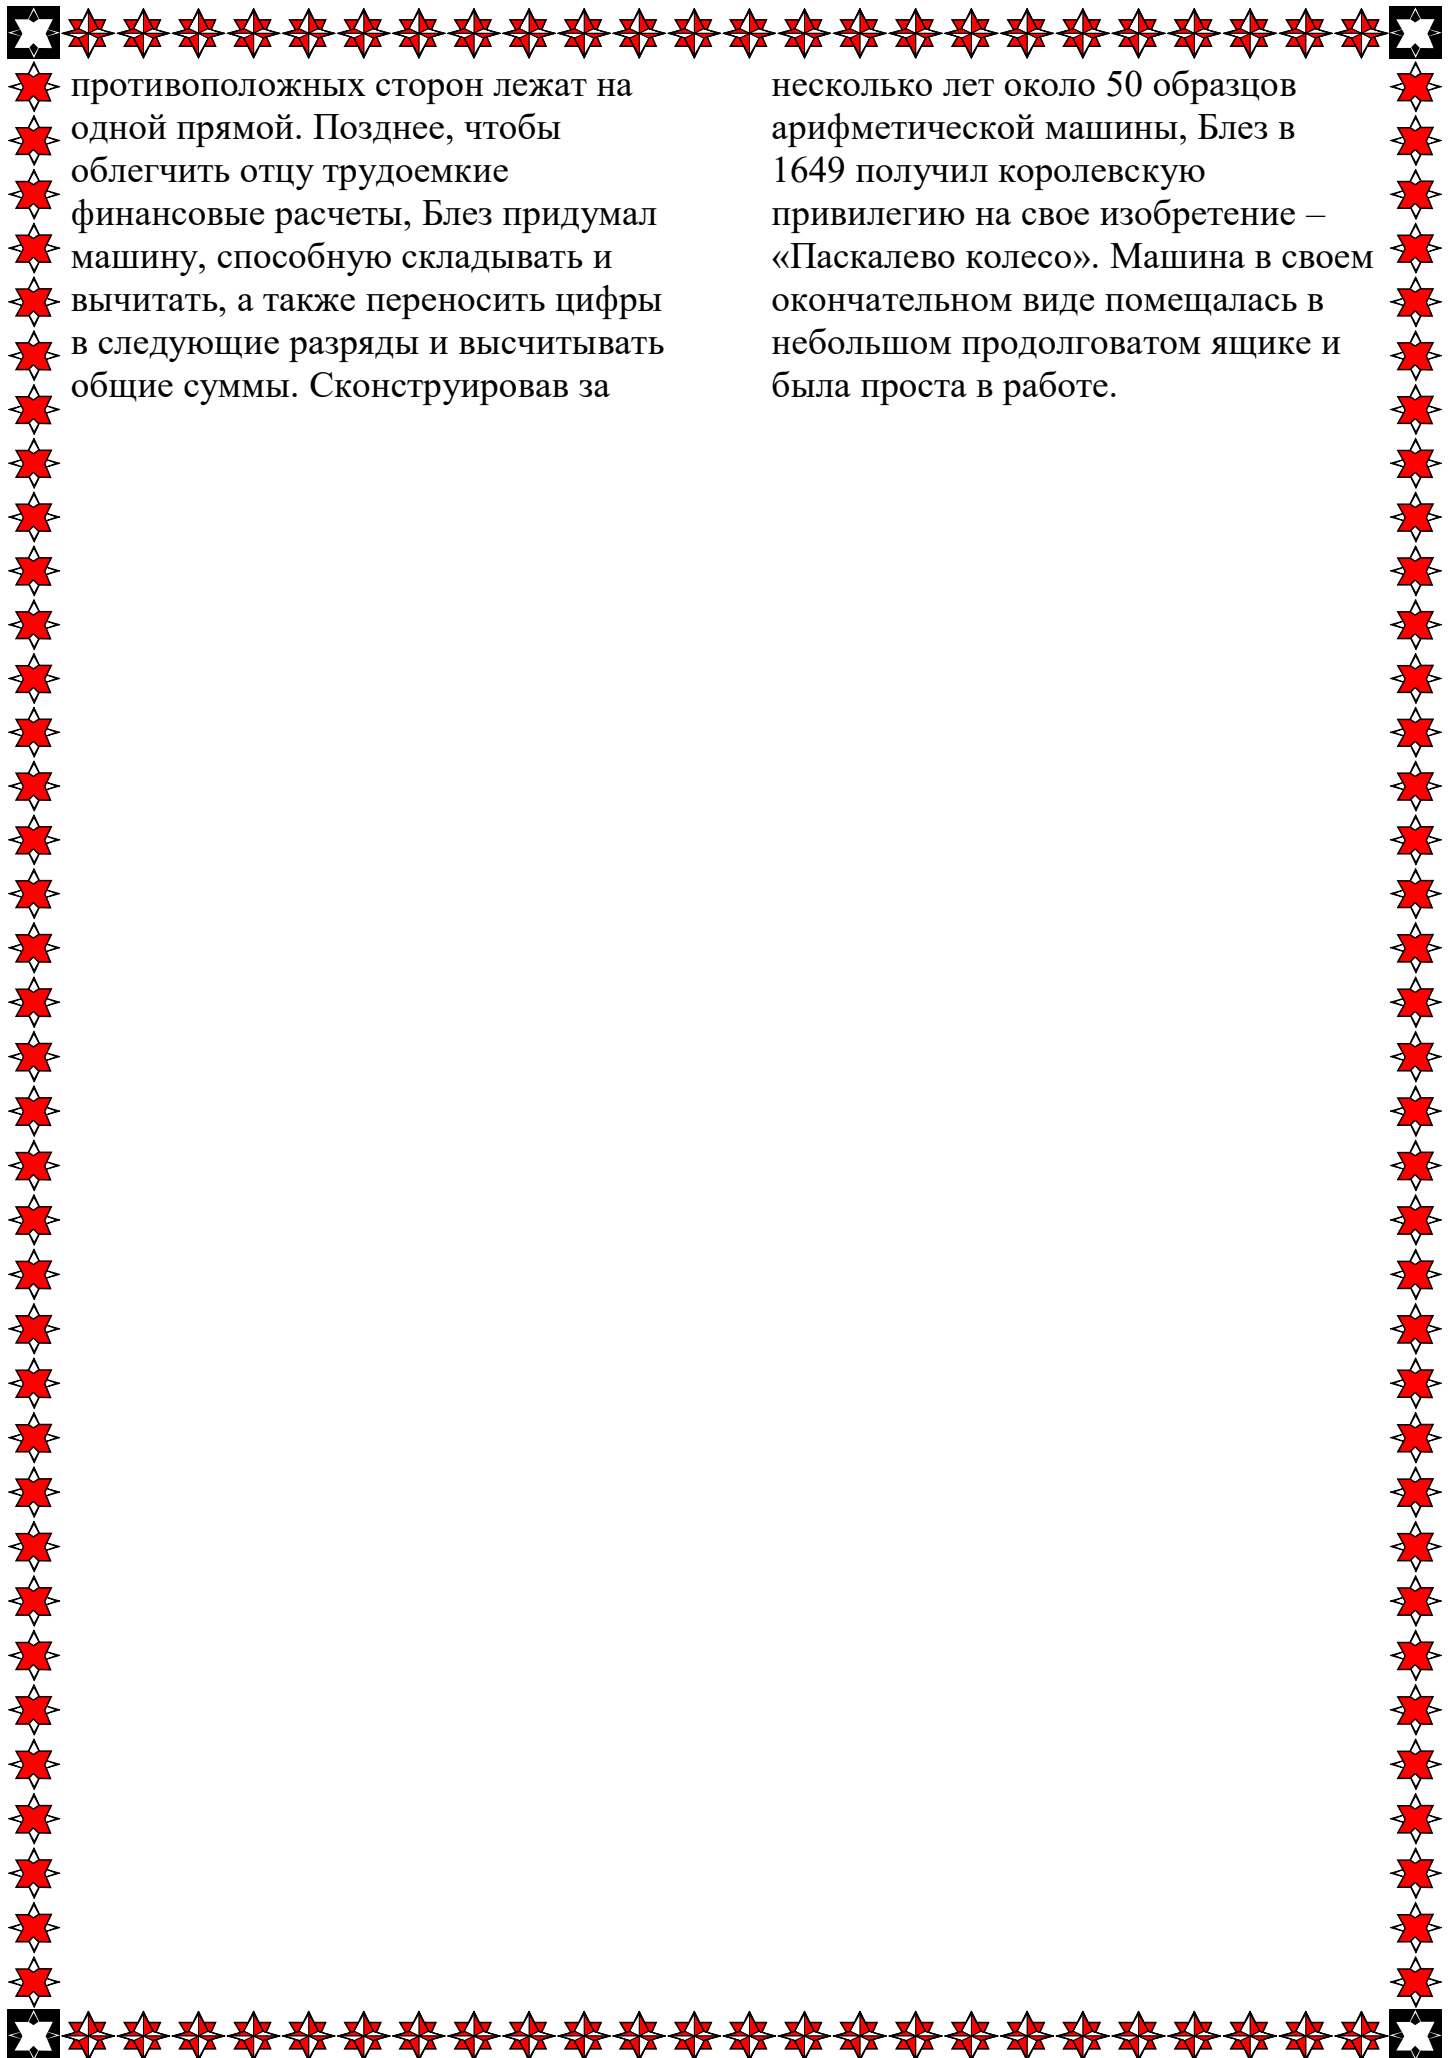 противоположных сторон лежат на
одной прямой. Позднее, чтобы
облегчить отцу трудоемкие
финансовые расчеты, Блез придумал
машину, способную складывать и
вычитать, а также переносить цифры
в следующие разряды и высчитывать
общие суммы. Сконструировав за
несколько лет около 50 образцов
арифметической машины, Блез в
1649 получил королевскую
привилегию на свое изобретение –
«Паскалево колесо». Машина в своем
окончательном виде помещалась в
небольшом продолговатом ящике и
была проста в работе.